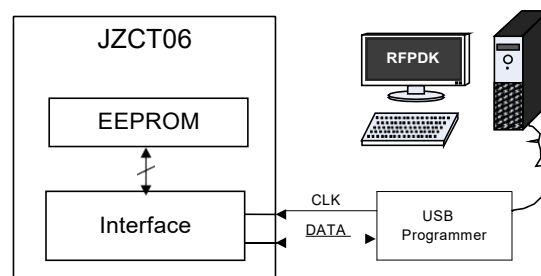 JZCT06
RFPDK
EEPROM
CLK
Interface
DATA
USB
Programmer